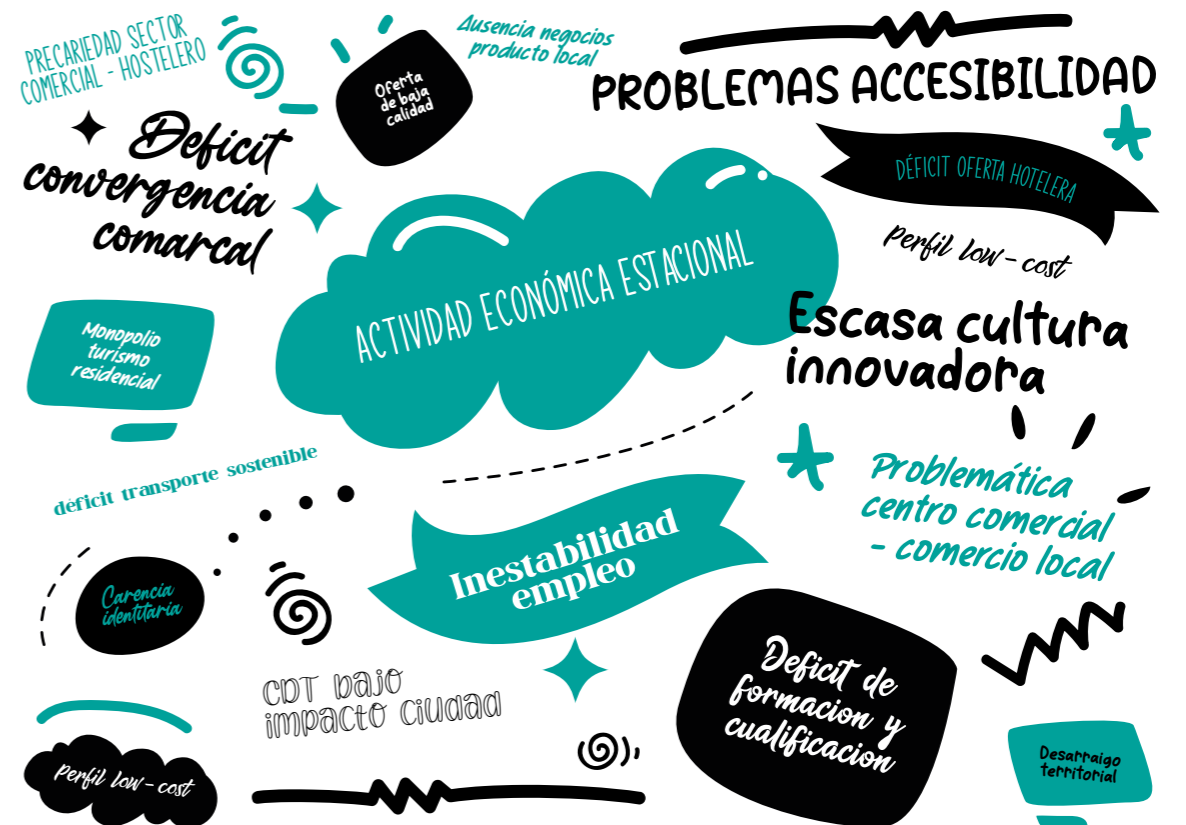 PRECARIEDAD SECTOR
COMERCIAL - HOSTELERO
Oferta
de baja
calidad
Ausencia negocios
producto local
PROBLEMAS ACCESIBILIDAD
Deficit
convergencia
comarcal
DÉFICIT OFERTA HOTELERA
Perfil low-cost
ACTIVIDAD ECONÓMICA ESTACIONAL
Escasa cultura
innovadora
Monopolio
turismo
residencial
déficit transporte sostenible
Problemática
centro comercial
- comercio local
Inestabilidad
empleo
Carencia
identitaria
CDT bajo
impacto ciudad
Deficit de
formacion y
cualificacion
Perfil low-cost
Desarraigo
territorial